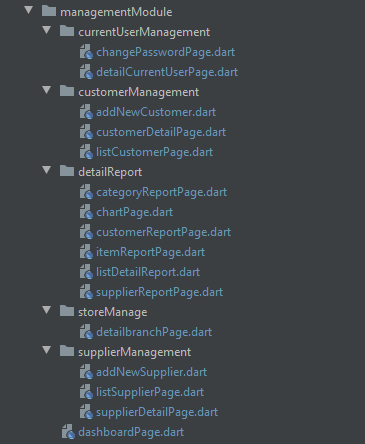 managementModule
currentUserManagement
changePasswordPage.dart
detailCurrentUserPage.dart
customerManagement
addNewCustomer.dart
customerDetailPage.dart
listCustomerPage.dart
detailReport
categoryReportPage.dart
chartPage.dart
customerReportPage.dart
itemReportPage.dart
listDetailReport.dart
supplierReportPage.dart
storeManage
detailbranchPage.dart
supplierManagement
addNewSupplier.dart
listSupplierPage.dart
supplierDetailPage.dart
dashboardPage.dart